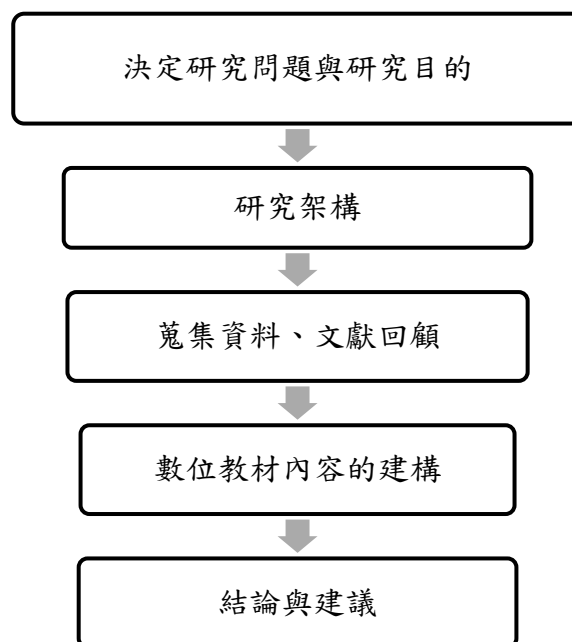 決定研究問題與研究目的
研究架構
蒐集資料、文獻回顧
數位教材內容的建構
結論與建議